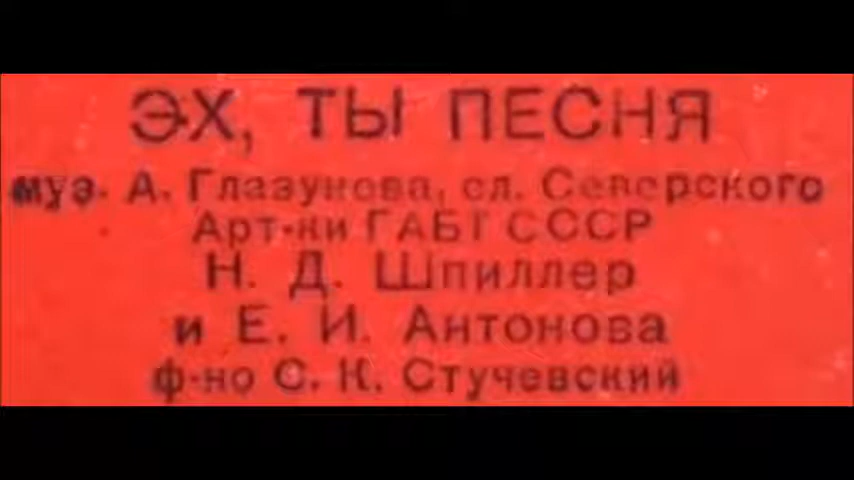 ЭХ, ТЫ ПЕСНЯ
муз. А. Глазунова, сл. Северского
Арт-ки ГАБТ СССР
Н. Д. Шпиллер
и Е. И. Антонова
ф-но С. К. Стучевский